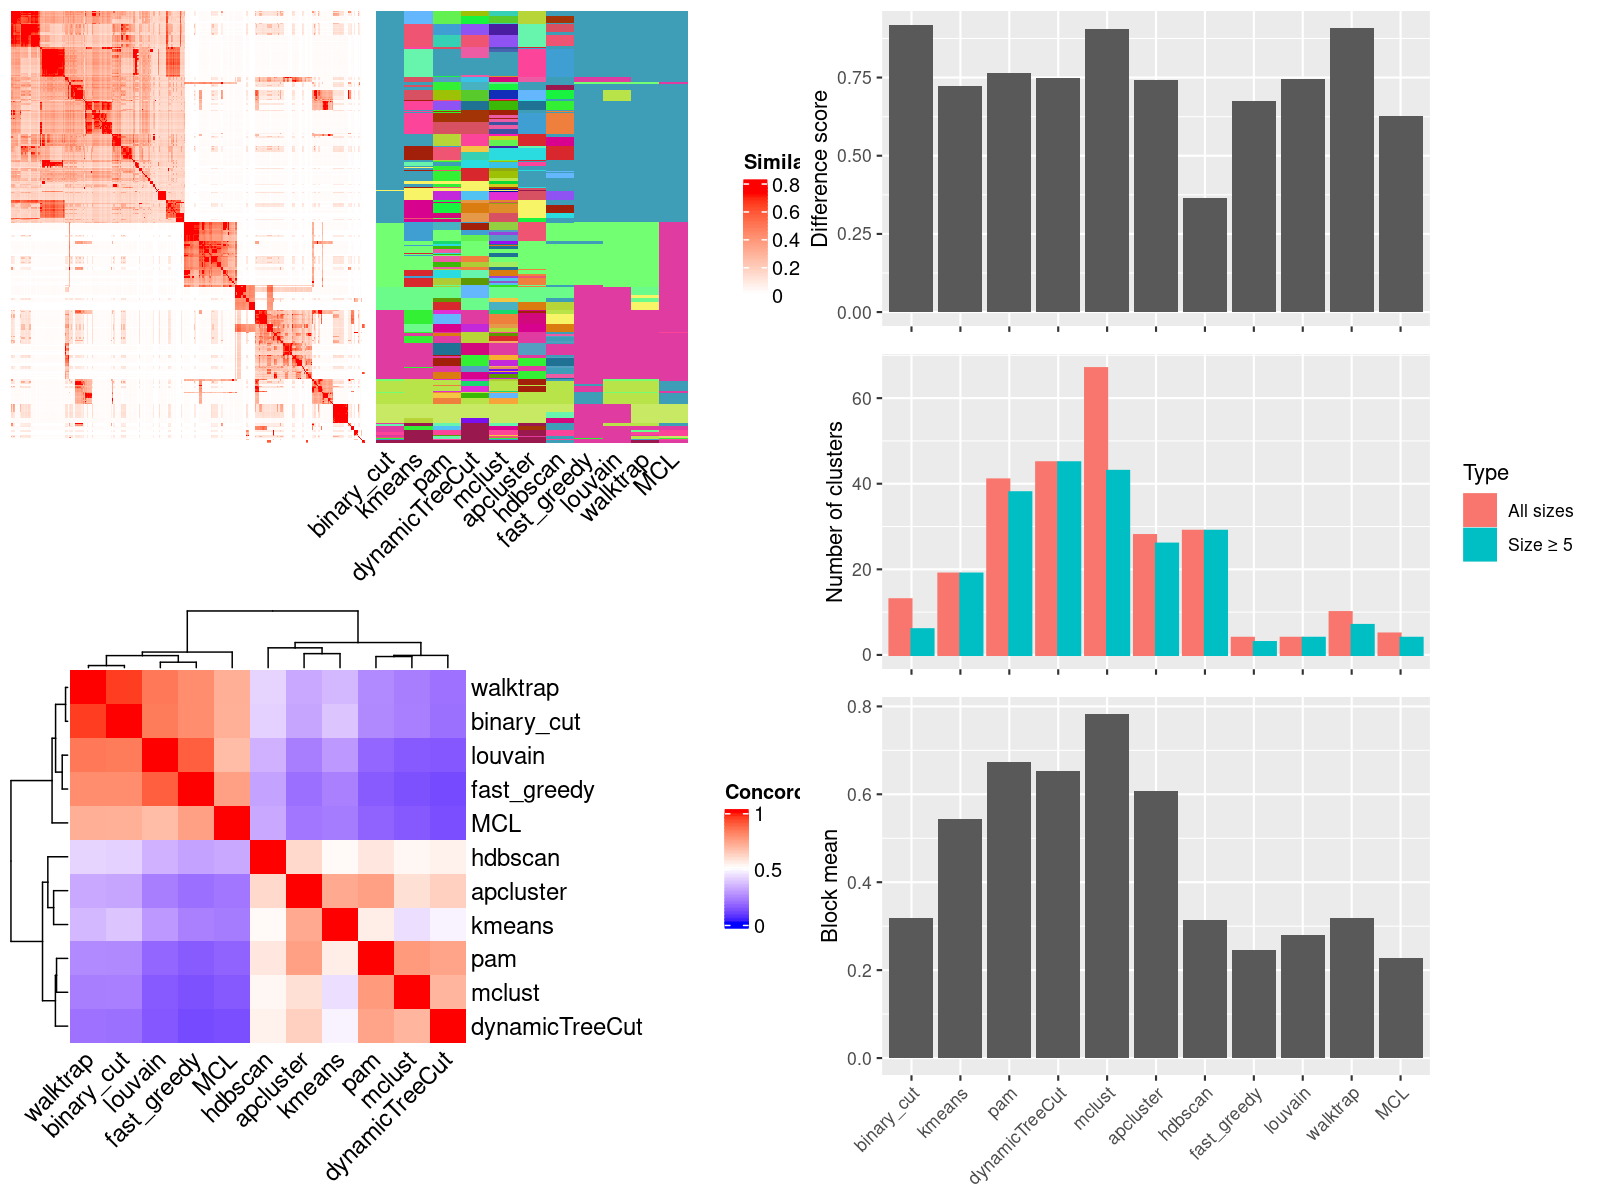 Simila
0.8
0.6
0.4
0.2
0
binary_cut
kmeans
pam
dynamicTreeCut
mclust
apcluster
hdbscan
fast_greedy
louvain
walktrap
MCL
walktrap
binary_cut
louvain
fast_greedy
MCL
hdbscan
apcluster
kmeans
pam
mclust
dynamicTreeCut
walktrap
binary_cut
louvain
fast_greedy
MCL
hdbscan
apcluster
kmeans
pam
mclust
dynamicTreeCut
Concord
1
0.5
0
Difference score
0.75
0.50
0.25
0.00
Number of clusters
60
40
20
0
Type
All sizes
Size ≥ 5
Block mean
0.8
0.6
0.4
0.2
0.0
binary_cut
kmeans
pam
dynamicTreeCut
mclust
apcluster
hdbscan
fast_greedy
louvain
walktrap
MCL